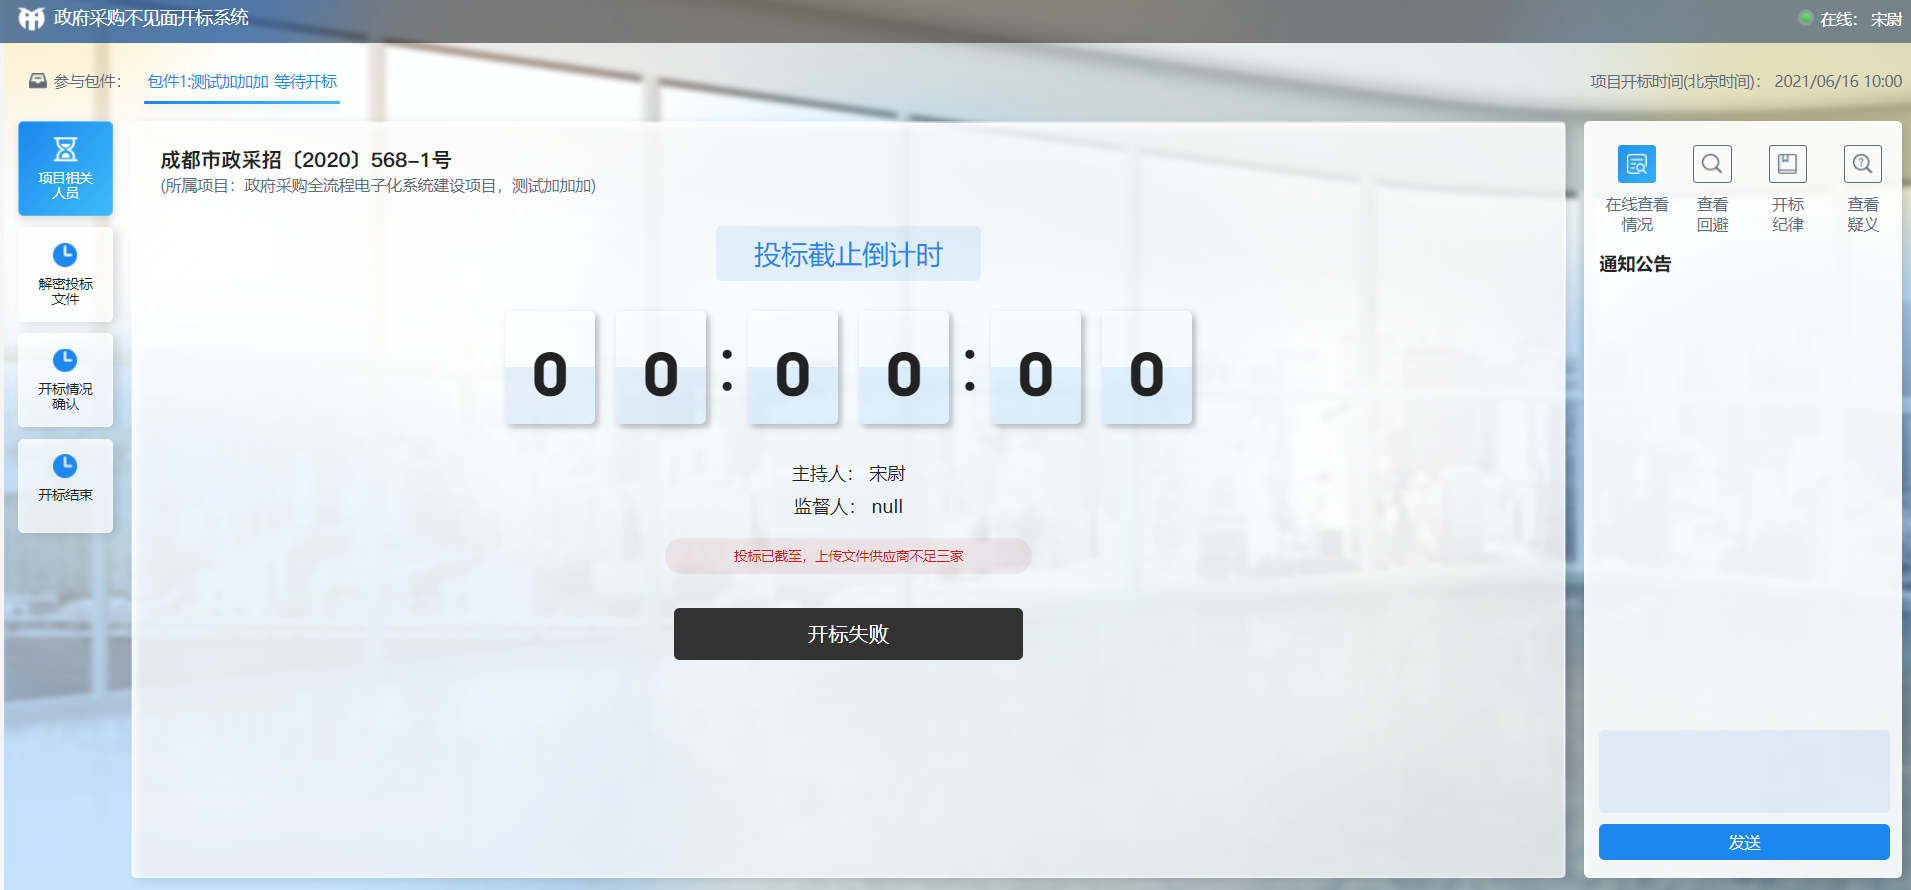 政府采购不见面开标系统
在线： 宋尉
参与包件： 包件1:测试加加加 等待开标
项目开标时间(北京时间)： 2021/06/16 10:00
项目相关
人员
解密投标
文件
开标情况
确认
开标结束
成都市政采招〔2020〕568-1号
(所属项目：政府采购全流程电子化系统建设项目，测试加加加)
投标截止倒计时
00:00:00
主持人： 宋尉
监督人： null
投标已截至，上传文件供应商不足三家
开标失败
在线查看
情况
查看
回避
开标
纪律
查看
疑义
通知公告
发送